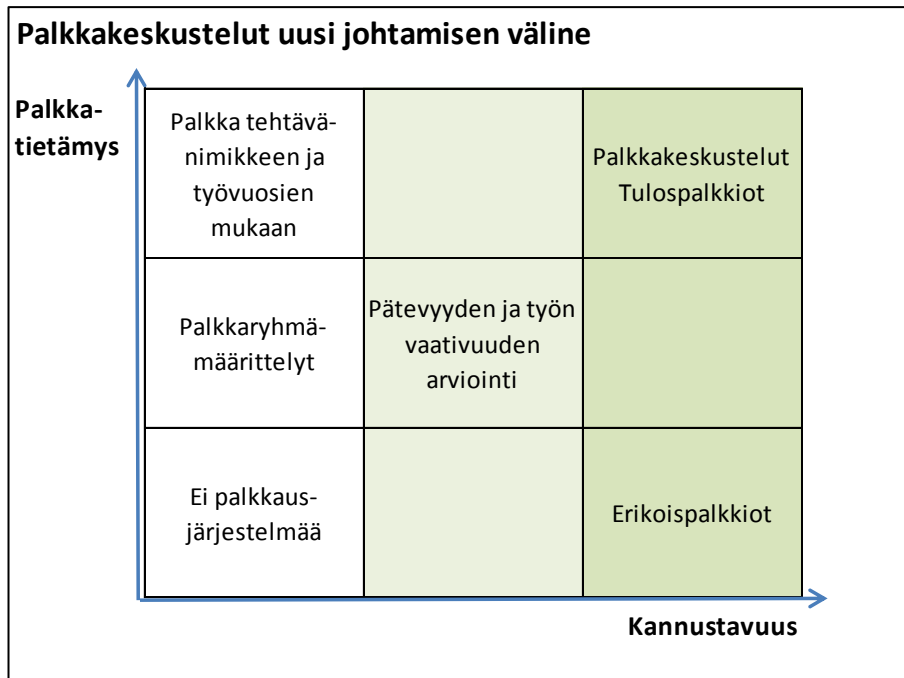 Palkkakeskustelut uusi johtamisen väline
Palkka-
tietämys
Palkka tehtävä-
nimikkeen ja
työvuosien
mukaan
Palkkakeskustelut
Tulospalkkiot
Palkkaryhmä-
määrittelyt
Pätevyyden ja työn
vaativuuden
arviointi
Ei palkkaus-
järjestelmää
Erikoispalkkiot
Kannustavuus